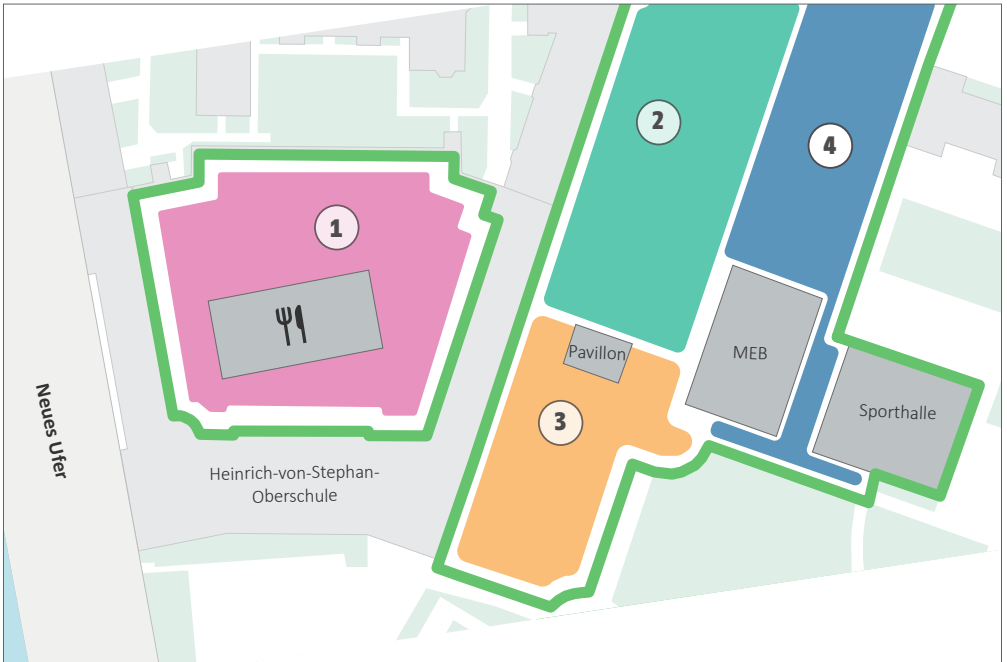 2
4
1
Pavillon
MEB
3
Sporthalle
Neues Ufer
Heinrich-von-Stephan-
Oberschule